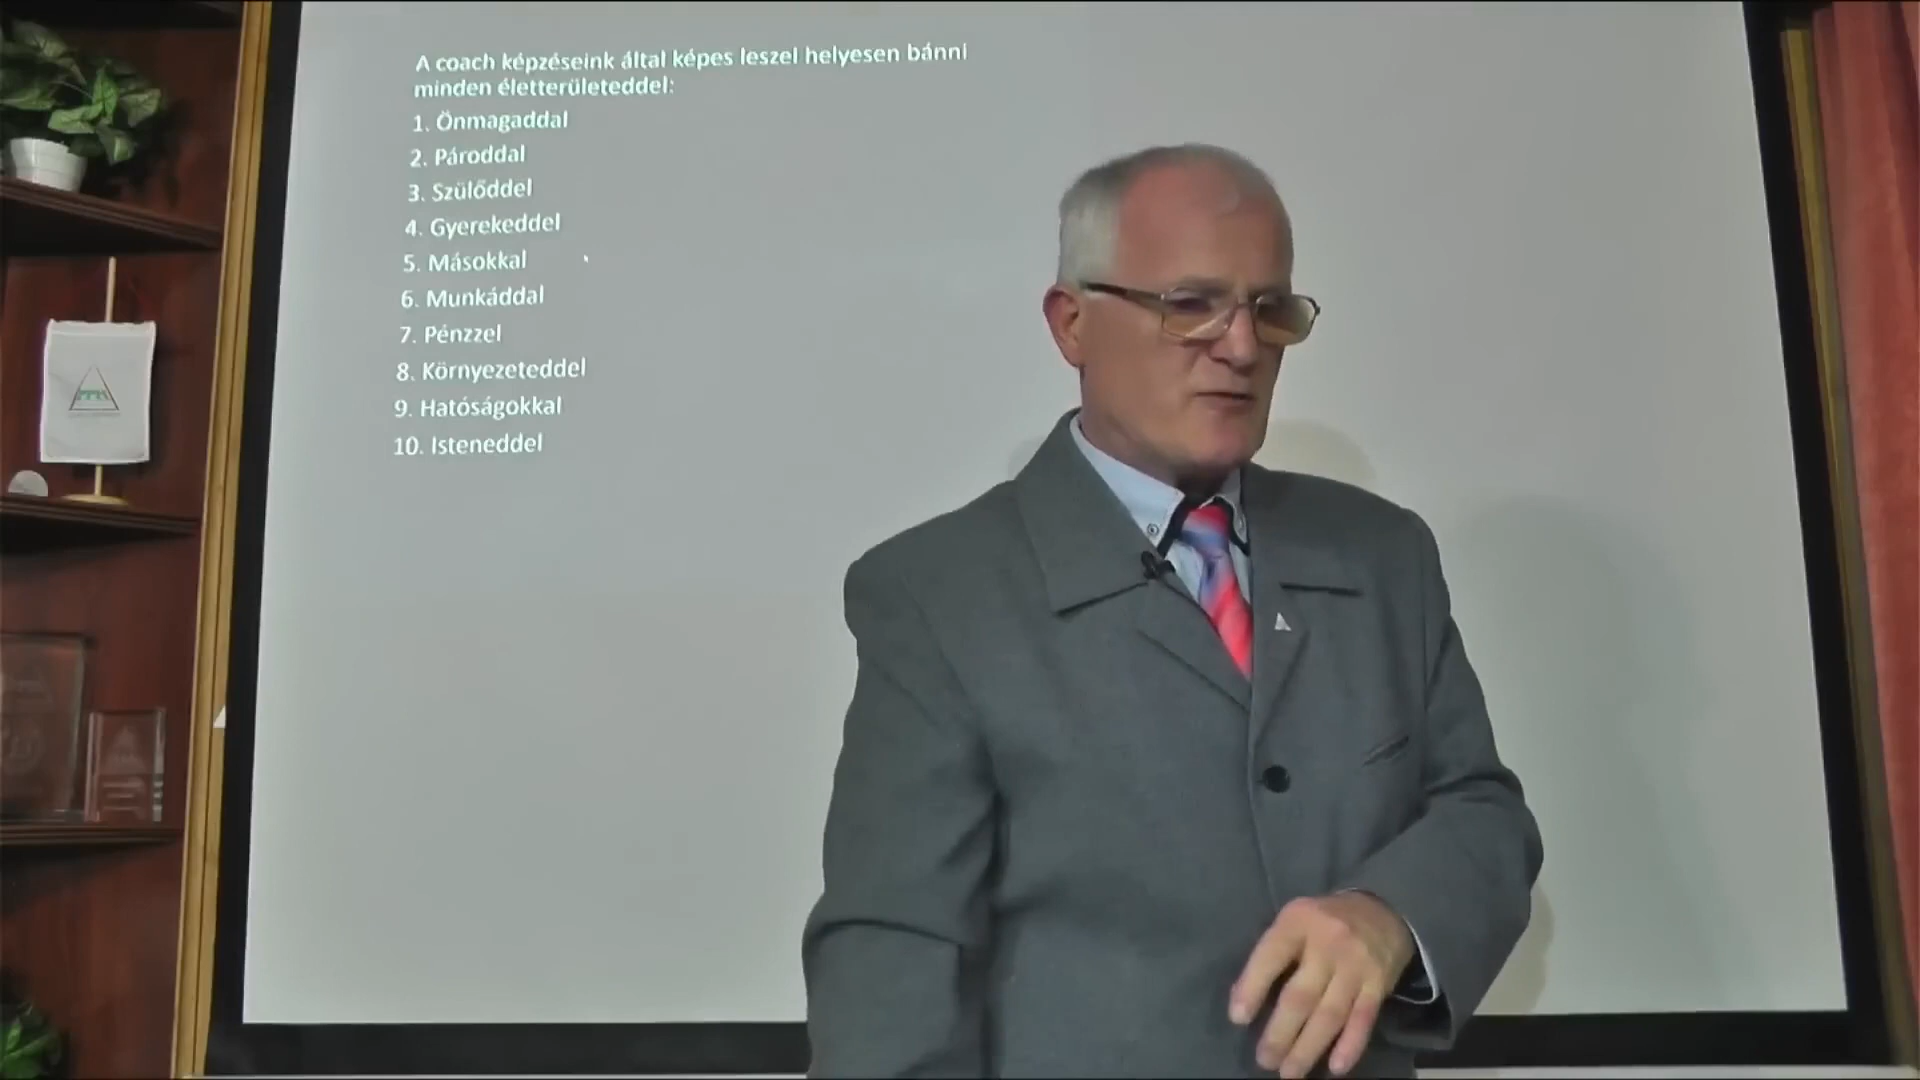 A coach képzéseink által képes leszel helyesen bánni
minden életterületeddel:
1. Önmagaddal
2. Pároddal
3. Szülőddel
4. Gyerekeddel
5. Másokkal
6. Munkáddal
7. Pénzzel
8. Környezeteddel
9. Hatóságokkal
10. Isteneddel